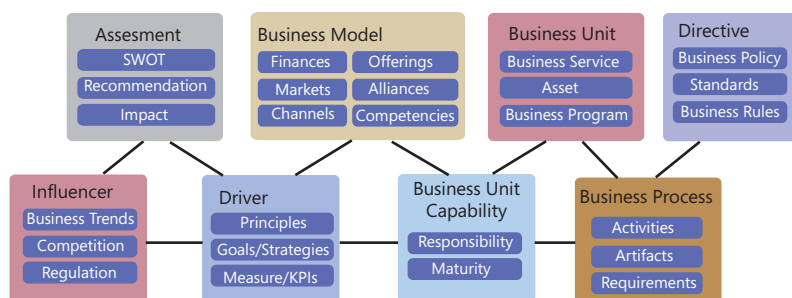 Assesment
SWOT
Recommendation
Impact
Business Model
Finances
Offerings
Markets
Alliances
Channels
Competencies
Business Unit
Business Service
Asset
Business Program
Directive
Business Policy
Standards
Business Rules
Influencer
Business Trends
Competition
Regulation
Driver
Principles
Goals/Strategies
Measure/KPIs
Business Unit
Capability
Responsibility
Maturity
Business Process
Activities
Artifacts
Requirements